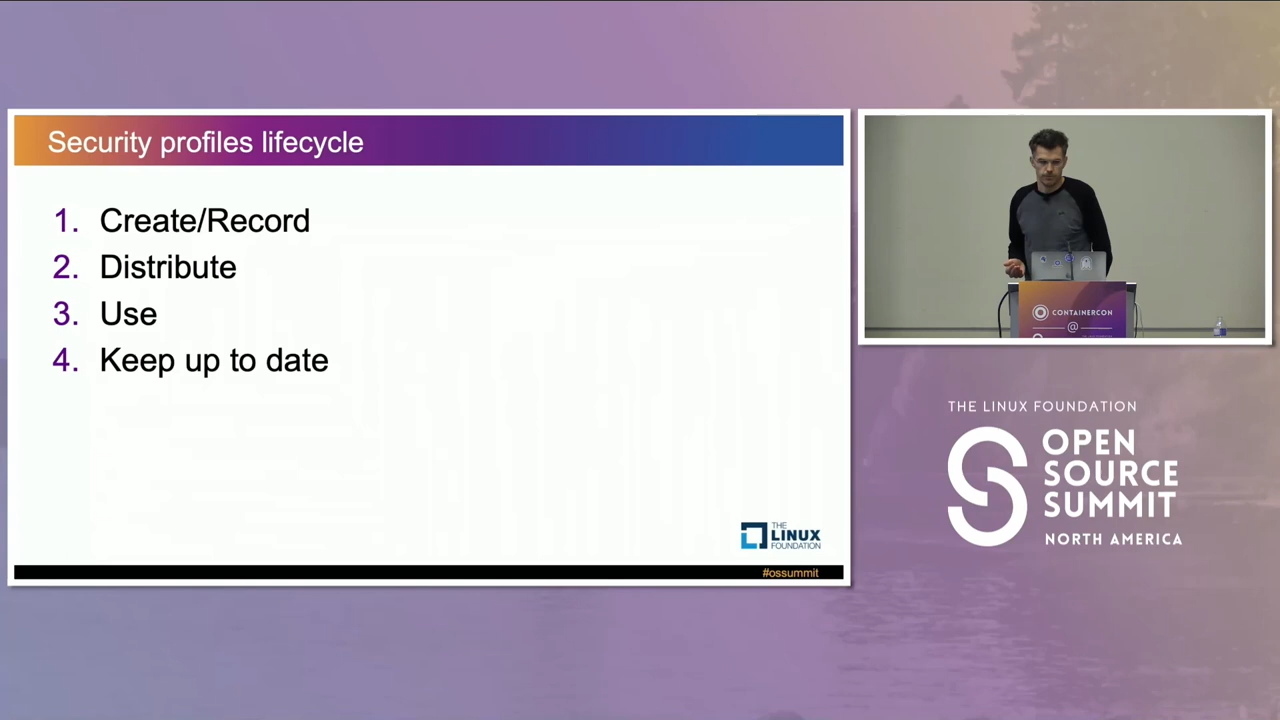 Security profiles lifecycle
1. Create/Record
2. Distribute
3. Use
4. Keep up to date
THE
LINUX
FOUNDATION
#ossummit
CONTAINERCON
@
THE LINUX FOUNDATION
OPEN
SOURCE
SUMMIT
NORTH AMERICA